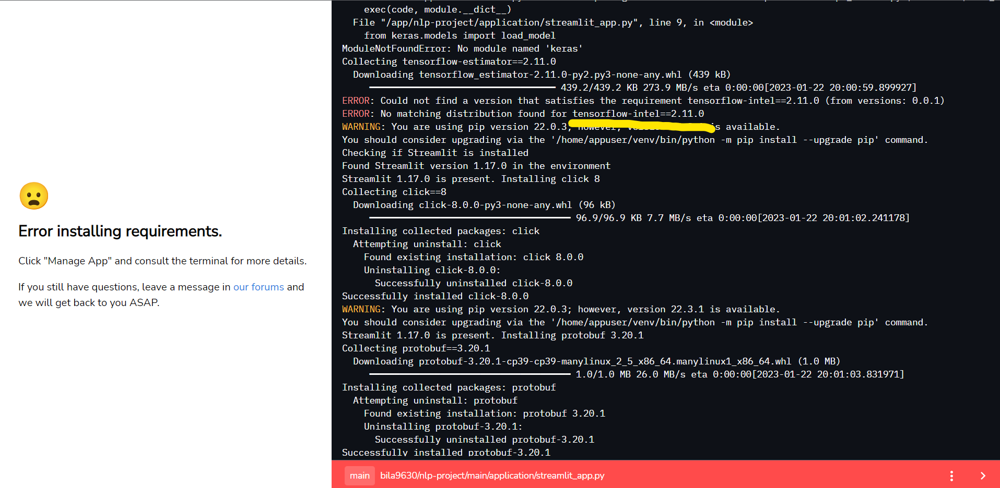 Error installing requirements.
Click "Manage App" and consult the terminal for more details.
If you still have questions, leave a message in our forums and
we will get back to you ASAP.
exec(code, module.__dict__)
File "/app/nlp-project/application/streamlit_app.py", line 9, in <module>
from keras.models import load_model
ModuleNotFoundError: No module named 'keras'
Collecting tensorflow-estimator==2.11.0
Downloading tensorflow_estimator-2.11.0-py2.py3-none-any.whl (439 kB)
439.2/439.2 KB 273.9 MB/s eta 0:00:00[2023-01-22 20:00:59.899927]
ERROR: Could not find a version that satisfies the requirement tensorflow-intel==2.11.0 (from versions: 0.0.1)
ERROR: No matching distribution found for tensorflow-intel==2.11.0
WARNING: You are using pip version 22.0.3; however, is available.
You should consider upgrading via the '/home/appuser/venv/bin/python -m pip install --upgrade pip' command.
Checking if Streamlit is installed
Found Streamlit version 1.17.0 in the environment
Streamlit 1.17.0 is present. Installing click 8
Collecting click==8
Downloading click-8.0.0-py3-none-any.whl (96 kB)
96.9/96.9 KB 7.7 MB/s eta 0:00:00[2023-01-22 20:01:02.241178]
Installing collected packages: click
Attempting uninstall: click
Found existing installation: click 8.0.0
Uninstalling click-8.0.0:
Successfully uninstalled click-8.0.0
Successfully installed click-8.0.0
WARNING: You are using pip version 22.0.3; however, version 22.3.1 is available.
You should consider upgrading via the '/home/appuser/venv/bin/python -m pip install --upgrade pip' command.
Streamlit 1.17.0 is present. Installing protobuf 3.20.1
Collecting protobuf==3.20.1
Downloading protobuf-3.20.1-cp39-cp39-manylinux_2_5_x86_64.manylinux1_x86_64.whl (1.0 MB)
1.0/1.0 MB 26.0 MB/s eta 0:00:00[2023-01-22 20:01:03.831971]
Installing collected packages: protobuf
Attempting uninstall: protobuf
Found existing installation: protobuf 3.20.1
Uninstalling protobuf-3.20.1:
Successfully uninstalled protobuf-3.20.1
Successfully installed protobuf-3.20.1
main bila9630/nlp-project/main/application/streamlit_app.py